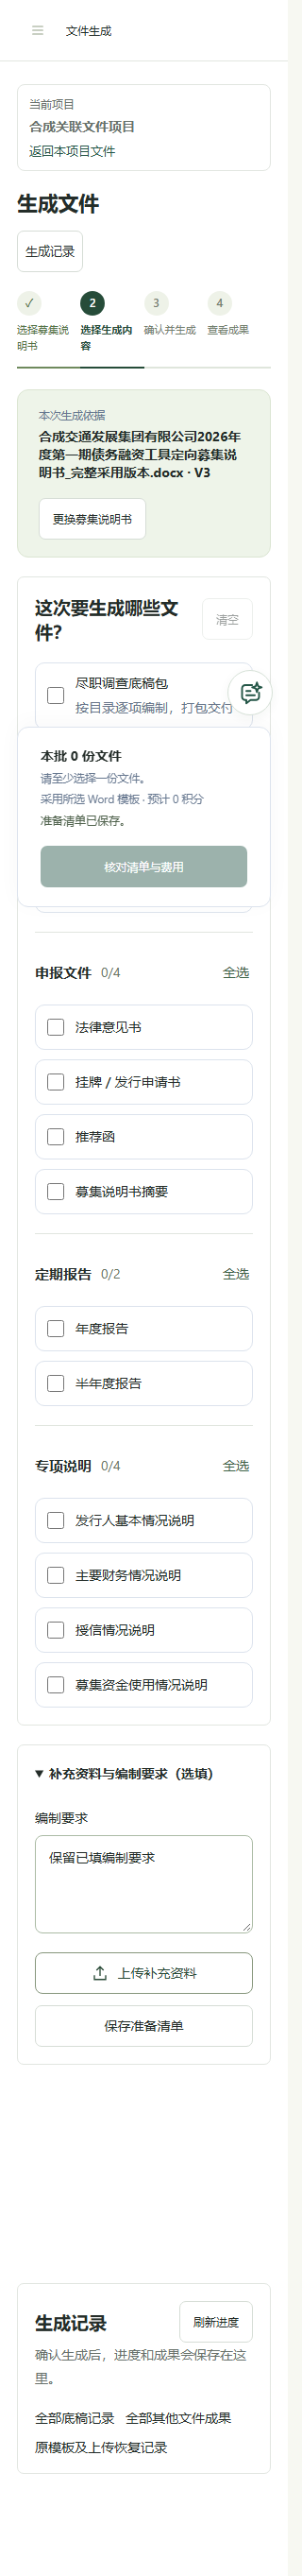 文件生成
当前项目
合成关联文件项目
返回本项目文件
生成文件
生成记录
✓ 2 3 4
选择募集说明书
选择生成内容
确认并生成
查看成果
本次生成依据
合成交通发展集团有限公司2026年
度第一期债务融资工具定向募集说
明书_完整采用版本.docx · V3
更换募集说明书
这次要生成哪些文
件？
清空
尽职调查底稿包
按目录逐项编制，打包交付
本批 0 份文件
请至少选择一份文件。
采用所选 Word 模板 · 预计 0 积分
准备清单已保存。
核对清单与费用
申报文件 0/4 全选
法律意见书
挂牌 / 发行申请书
推荐函
募集说明书摘要
定期报告 0/2 全选
年度报告
半年度报告
专项说明 0/4 全选
发行人基本情况说明
主要财务情况说明
授信情况说明
募集资金使用情况说明
▼ 补充资料与编制要求（选填）
编制要求
保留已填编制要求
上传补充资料
保存准备清单
生成记录
刷新进度
确认生成后，进度和成果会保存在这
里。
全部底稿记录 全部其他文件成果
原模板及上传恢复记录